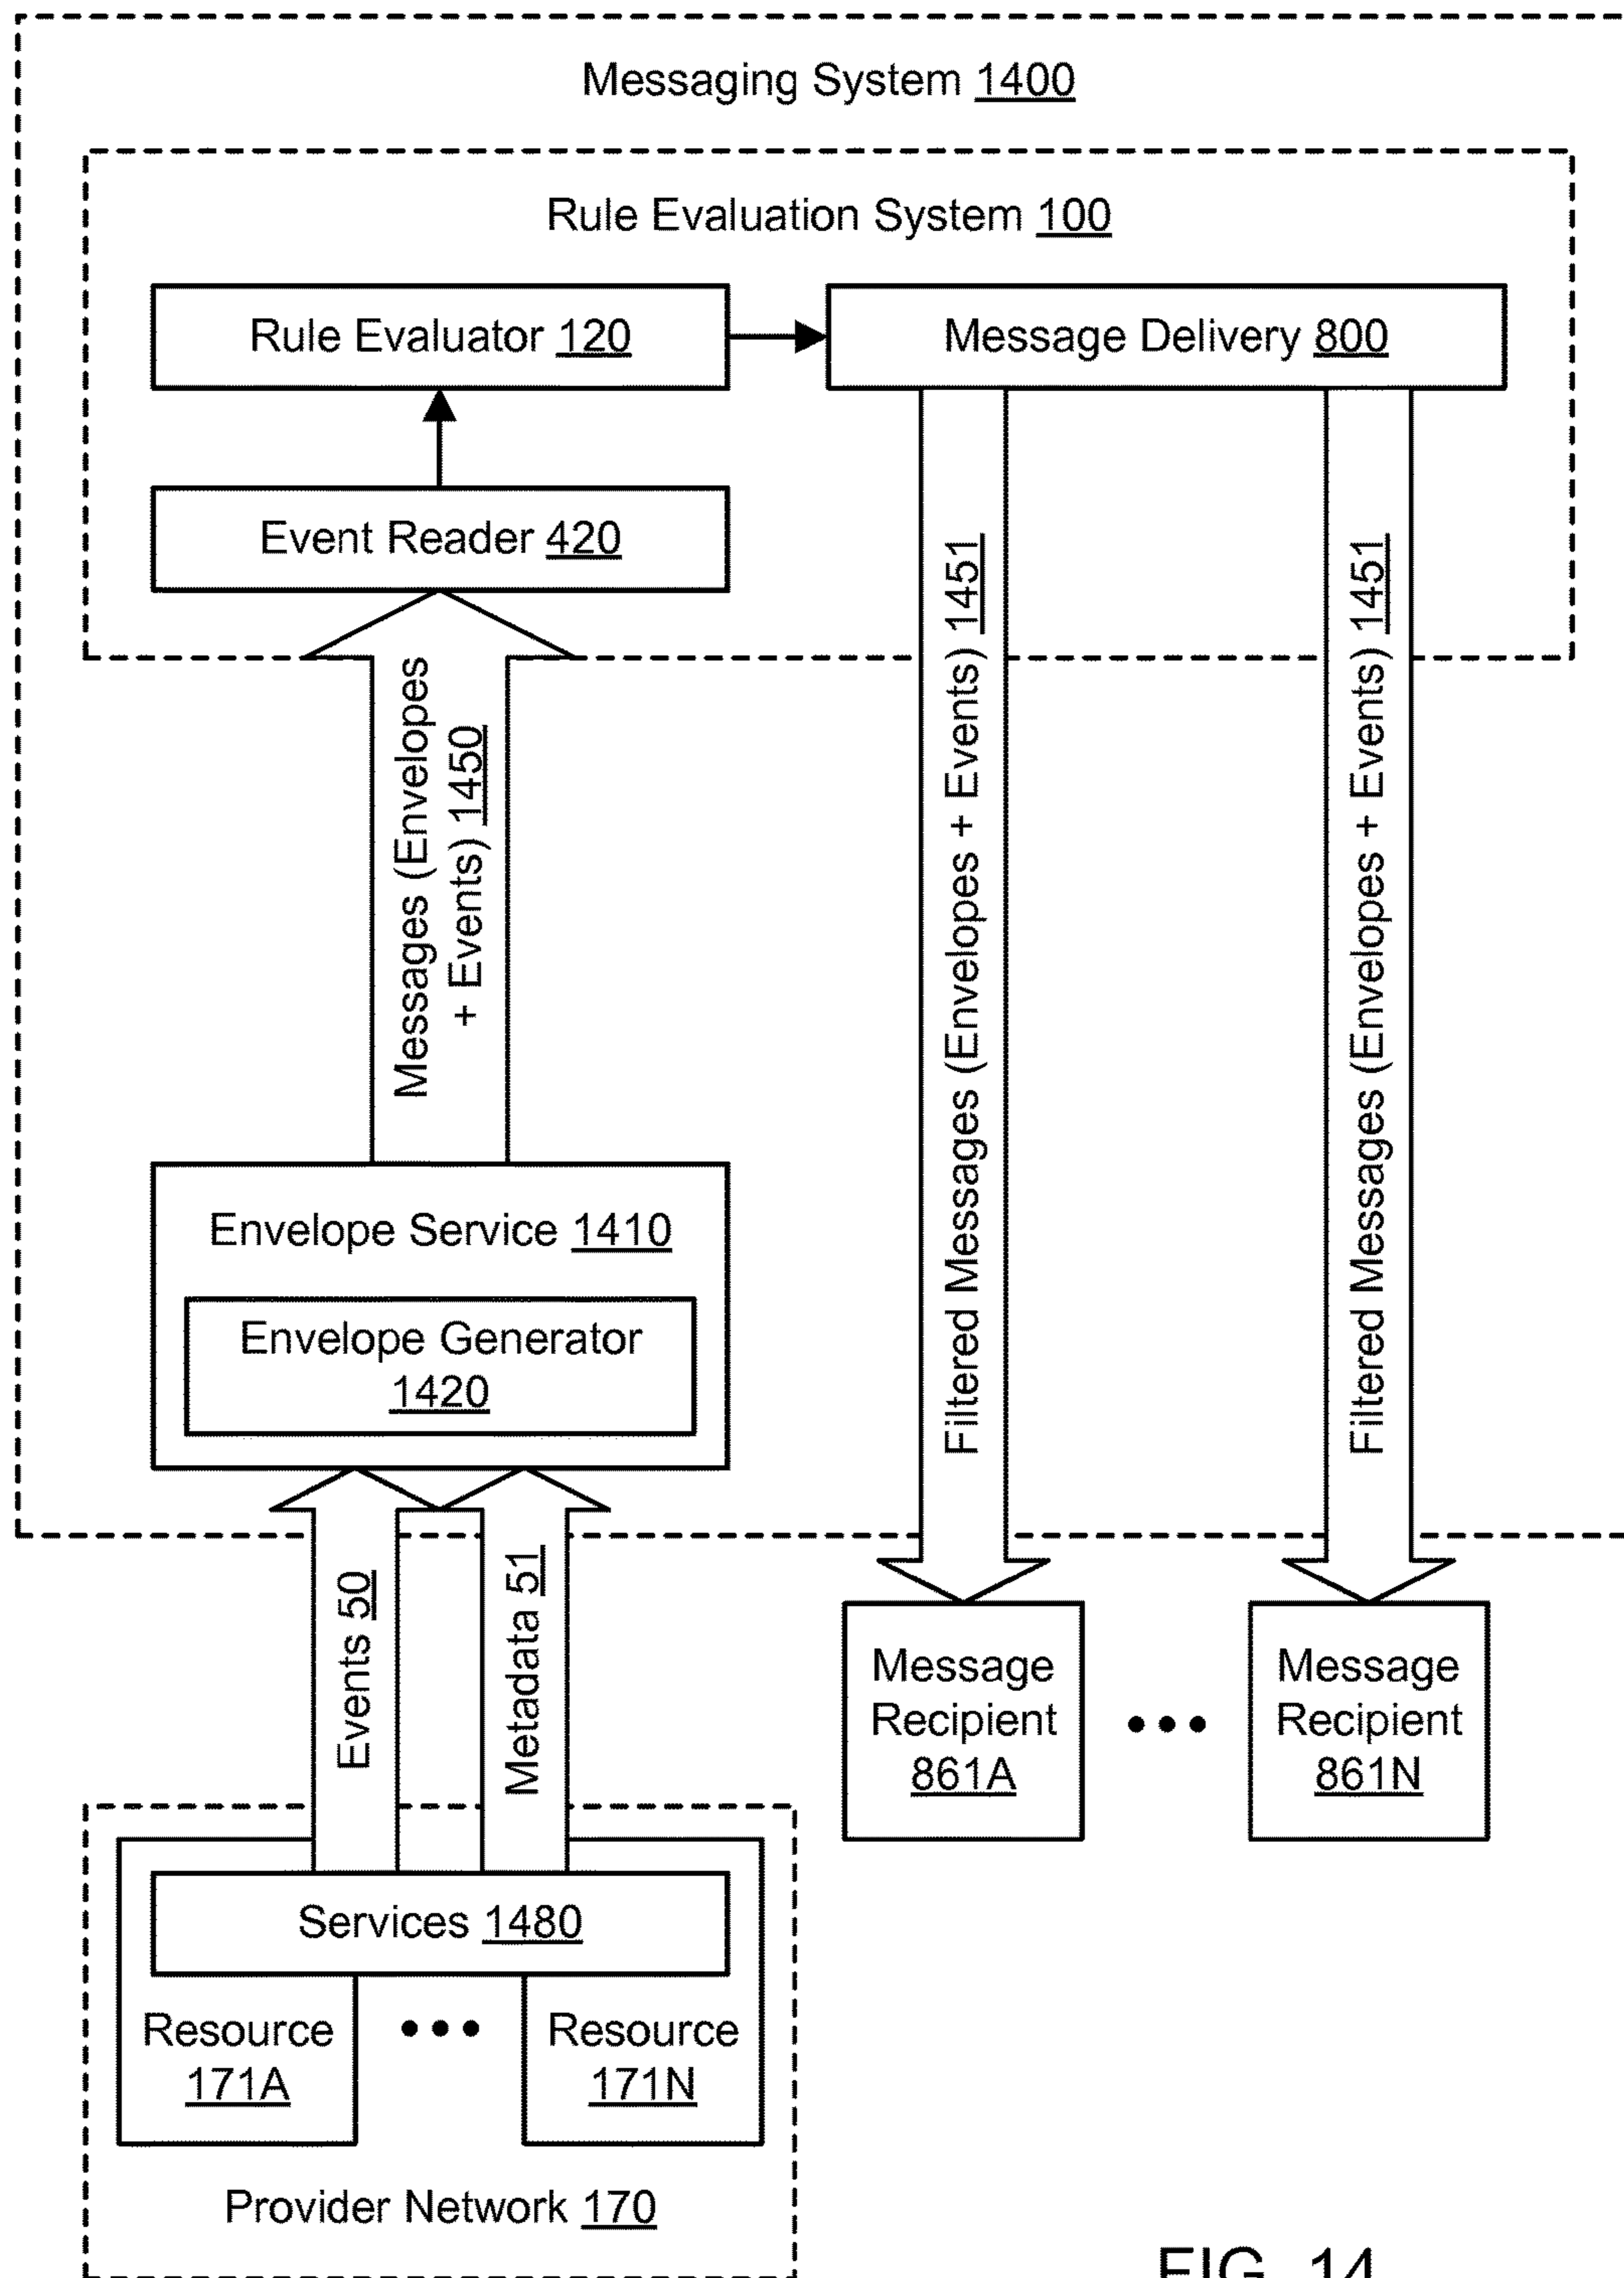 Messaging System 1400
Rule Evaluation System 100
Rule Evaluator 120
Message Delivery 800
Event Reader 420
Messages (Envelopes
+ Events) 1450
Filtered Messages (Envelopes + Events) 1451
Filtered Messages (Envelopes + Events) 1451
Envelope Service 1410
Envelope Generator
1420
Events 50
Metadata 51
Message
Recipient
861A
Message
Recipient
861N
Services 1480
Resource
171A
Resource
171N
Provider Network 170
FIG. 14